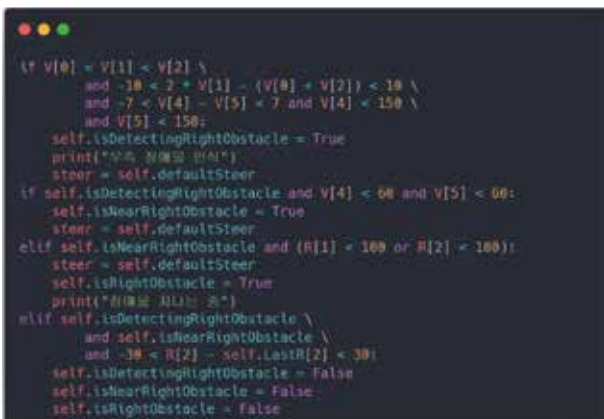 if V[0] < V[1] < V[2] \
and -10 < 2 * V[1] - (V[0] + V[2]) < 10 \
and -7 < V[4] - V[5] < 7 and V[4] < 150 \
and V[5] < 150:
self.isDetectingRightObstacle = True
print("우측 장애물 인식")
steer = self.defaultSteer
if self.isDetectingRightObstacle and V[4] < 60 and V[5] < 60:
self.isNearRightObstacle = True
steer = self.defaultSteer
elif self.isNearRightObstacle and (R[1] < 100 or R[2] < 100):
steer = self.defaultSteer
self.isRightObstacle = True
print("장애물 지나는 중")
elif self.isDetectingRightObstacle \
and self.isNearRightObstacle \
and -30 < R[2] - self.LastR[2] < 30:
self.isDetectingRightObstacle = False
self.isNearRightObstacle = False
self.isRightObstacle = False